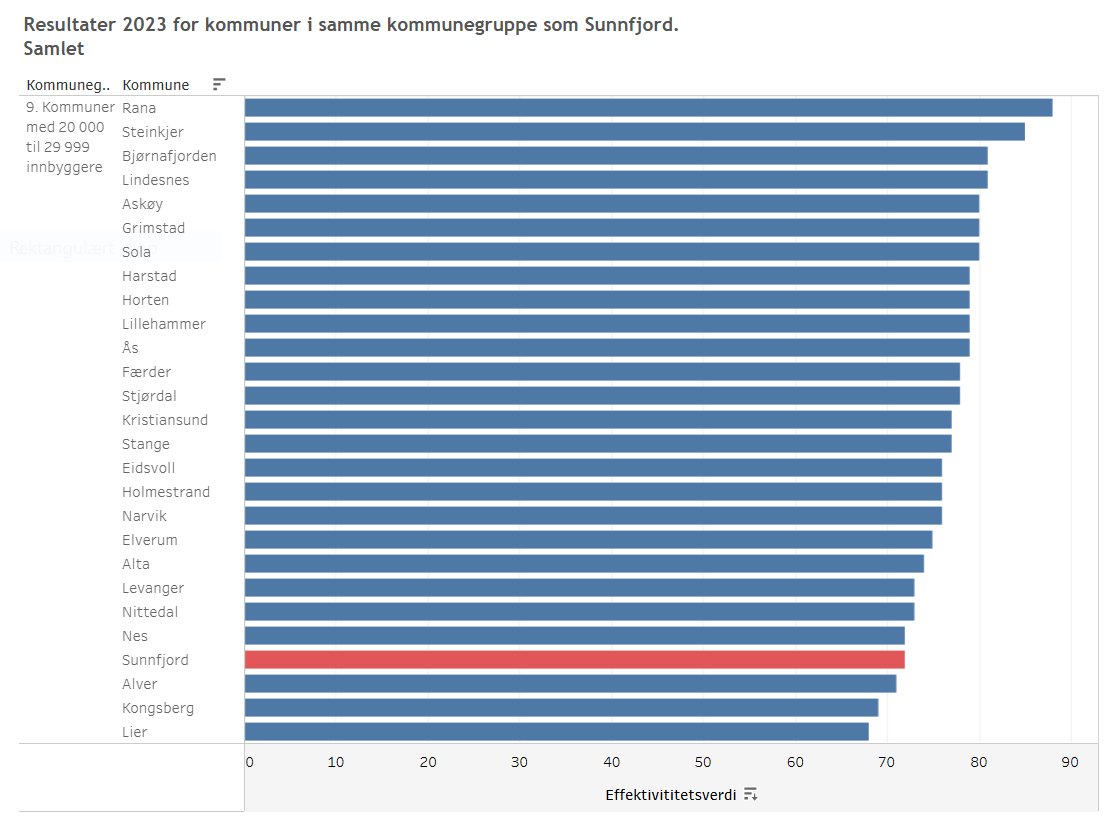 Resultater 2023 for kommuner i samme kommunegruppe som Sunnfjord.
Samlet
Kommuneg.. Kommune
9. Kommuner
med 20 000
til 29 999
innbyggere
Rana
Steinkjer
Bjørnafjorden
Lindesnes
Askøy
Grimstad
Rektangulært
Sola
Harstad
Horten
Lillehammer
Ås
Færder
Stjørdal
Kristiansund
Stange
Eidsvoll
Holmestrand
Narvik
Elverum
Alta
Levanger
Nittedal
Nes
Sunnfjord
Alver
Kongsberg
Lier
0 10 20 30 40 50 60 70 80 90
Effektivititetsverdi